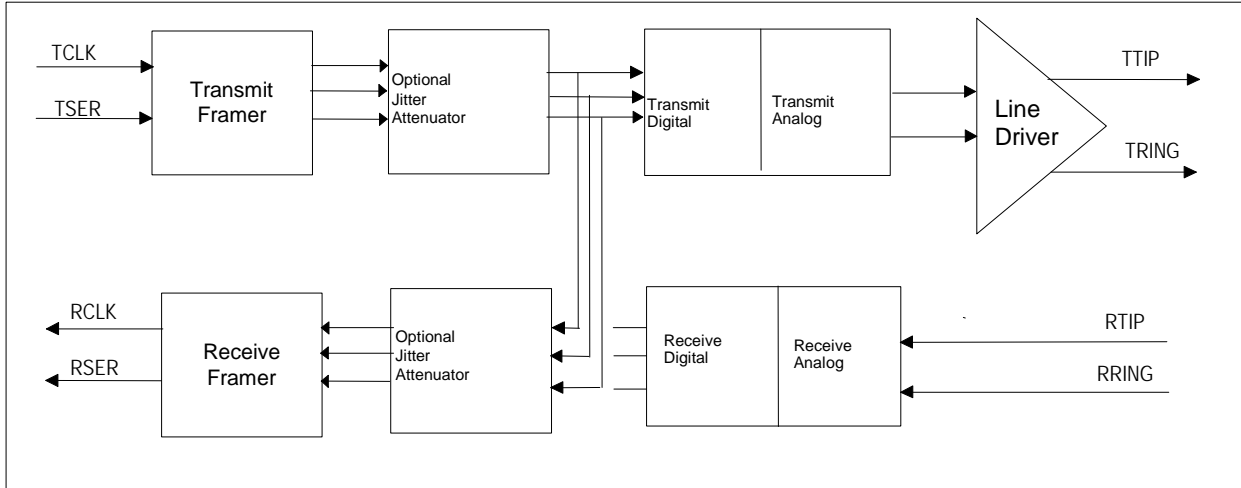 TCLK
TSER
Transmit
Framer
Optional
Jitter
Attenuator
Transmit
Digital
Transmit
Analog
Line
Driver
TTIP
TRING
RCLK
RSER
Receive
Framer
Optional
Jitter
Attenuator
Receive
Digital
Receive
Analog
RTIP
RRING